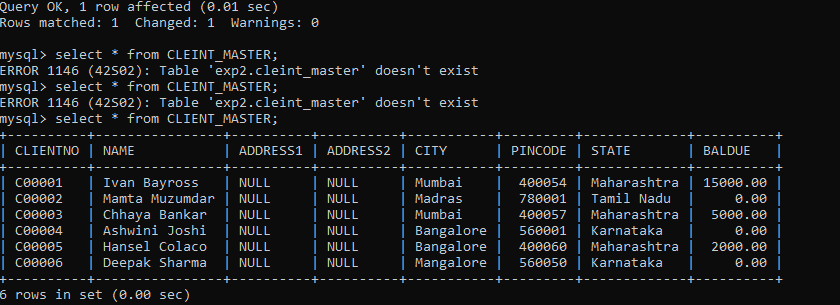 Query OK, 1 row affected (0.01 sec)
Rows matched: 1  Changed: 1  Warnings: 0

mysql> select * from CLEINT_MASTER;
ERROR 1146 (42S02): Table 'exp2.cleint_master' doesn't exist
mysql> select * from CLEINT_MASTER;
ERROR 1146 (42S02): Table 'exp2.cleint_master' doesn't exist
mysql> select * from CLIENT_MASTER;
+----------+----------------+----------+----------+-----------+---------+-------------+----------+
| CLIENTNO | NAME           | ADDRESS1 | ADDRESS2 | CITY      | PINCODE | STATE       | BALDUE   |
+----------+----------------+----------+----------+-----------+---------+-------------+----------+
| C00001   | Ivan Bayross   | NULL     | NULL     | Mumbai    |  400054 | Maharashtra | 15000.00 |
| C00002   | Mamta Muzumdar | NULL     | NULL     | Madras    |  780001 | Tamil Nadu  |     0.00 |
| C00003   | Chhaya Bankar  | NULL     | NULL     | Mumbai    |  400057 | Maharashtra |  5000.00 |
| C00004   | Ashwini Joshi  | NULL     | NULL     | Bangalore |  560001 | Karnataka   |     0.00 |
| C00005   | Hansel Colaco  | NULL     | NULL     | Bangalore |  400060 | Maharashtra |  2000.00 |
| C00006   | Deepak Sharma  | NULL     | NULL     | Mangalore |  560050 | Karnataka   |     0.00 |
+----------+----------------+----------+----------+-----------+---------+-------------+----------+
6 rows in set (0.00 sec)